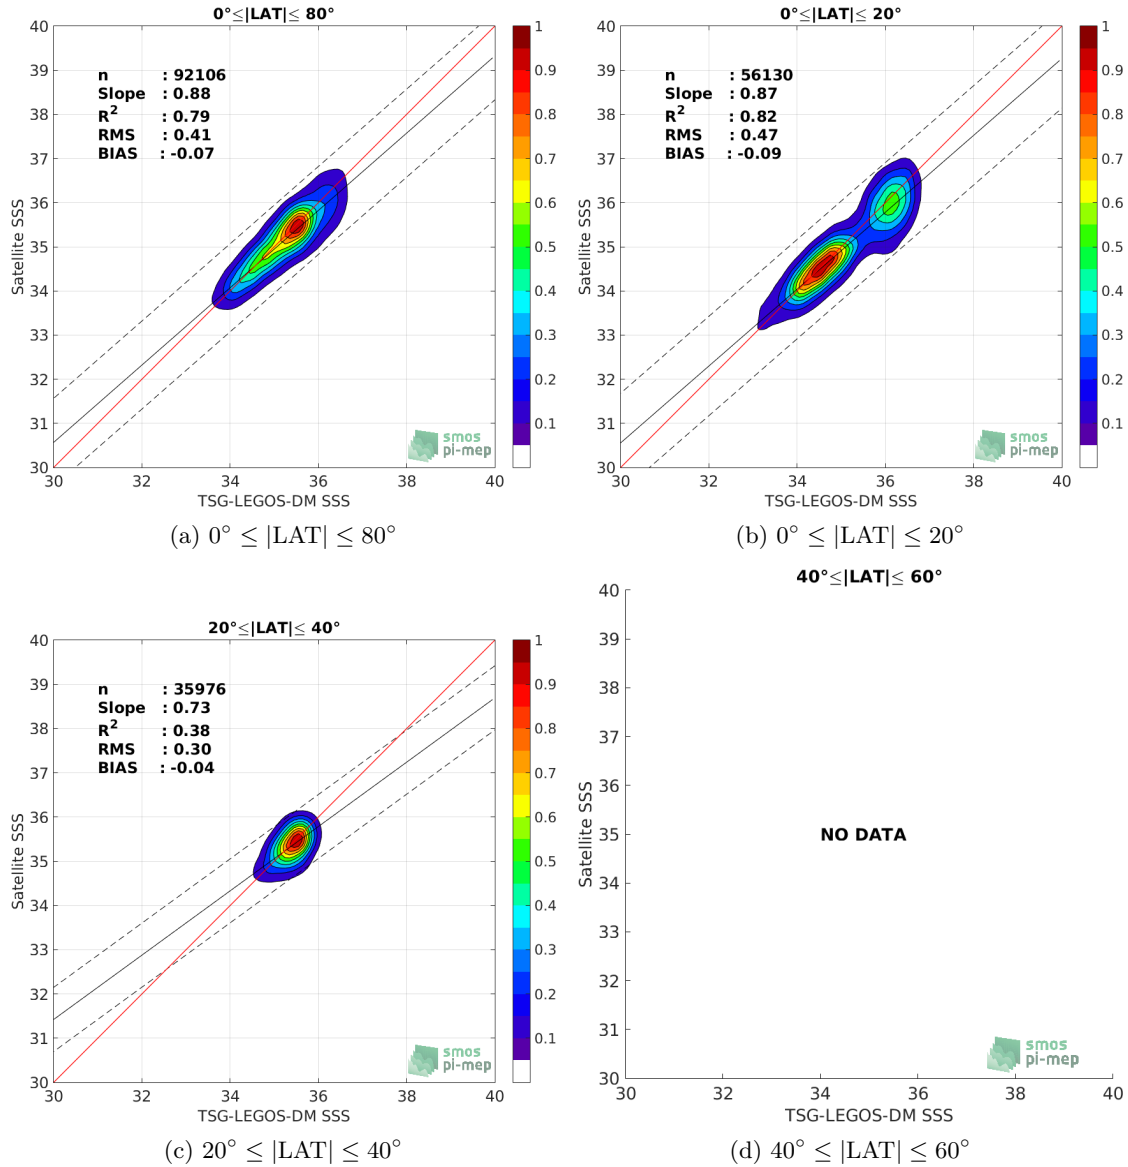 0°≤|LAT|≤ 80°
40
39
38
37
36
35
34
33
32
31
30
Satellite SSS
n : 92106
Slope : 0.88
R² : 0.79
RMS : 0.41
BIAS : -0.07
smos
pi-mep
30 32 34 36 38 40
TSG-LEGOS-DM SSS
1
0.9
0.8
0.7
0.6
0.5
0.4
0.3
0.2
0.1
(a) 0° ≤ |LAT| ≤ 80°
0°≤|LAT|≤ 20°
40
39
38
37
36
35
34
33
32
31
30
Satellite SSS
n : 56130
Slope : 0.87
R² : 0.82
RMS : 0.47
BIAS : -0.09
smos
pi-mep
30 32 34 36 38 40
TSG-LEGOS-DM SSS
1
0.9
0.8
0.7
0.6
0.5
0.4
0.3
0.2
0.1
(b) 0° ≤ |LAT| ≤ 20°
20°≤|LAT|≤ 40°
40
39
38
37
36
35
34
33
32
31
30
Satellite SSS
n : 35976
Slope : 0.73
R² : 0.38
RMS : 0.30
BIAS : -0.04
smos
pi-mep
30 32 34 36 38 40
TSG-LEGOS-DM SSS
1
0.9
0.8
0.7
0.6
0.5
0.4
0.3
0.2
0.1
(c) 20° ≤ |LAT| ≤ 40°
40°≤|LAT|≤ 60°
40
39
38
37
36
35
34
33
32
31
30
Satellite SSS
NO DATA
smos
pi-mep
30 32 34 36 38 40
TSG-LEGOS-DM SSS
(d) 40° ≤ |LAT| ≤ 60°